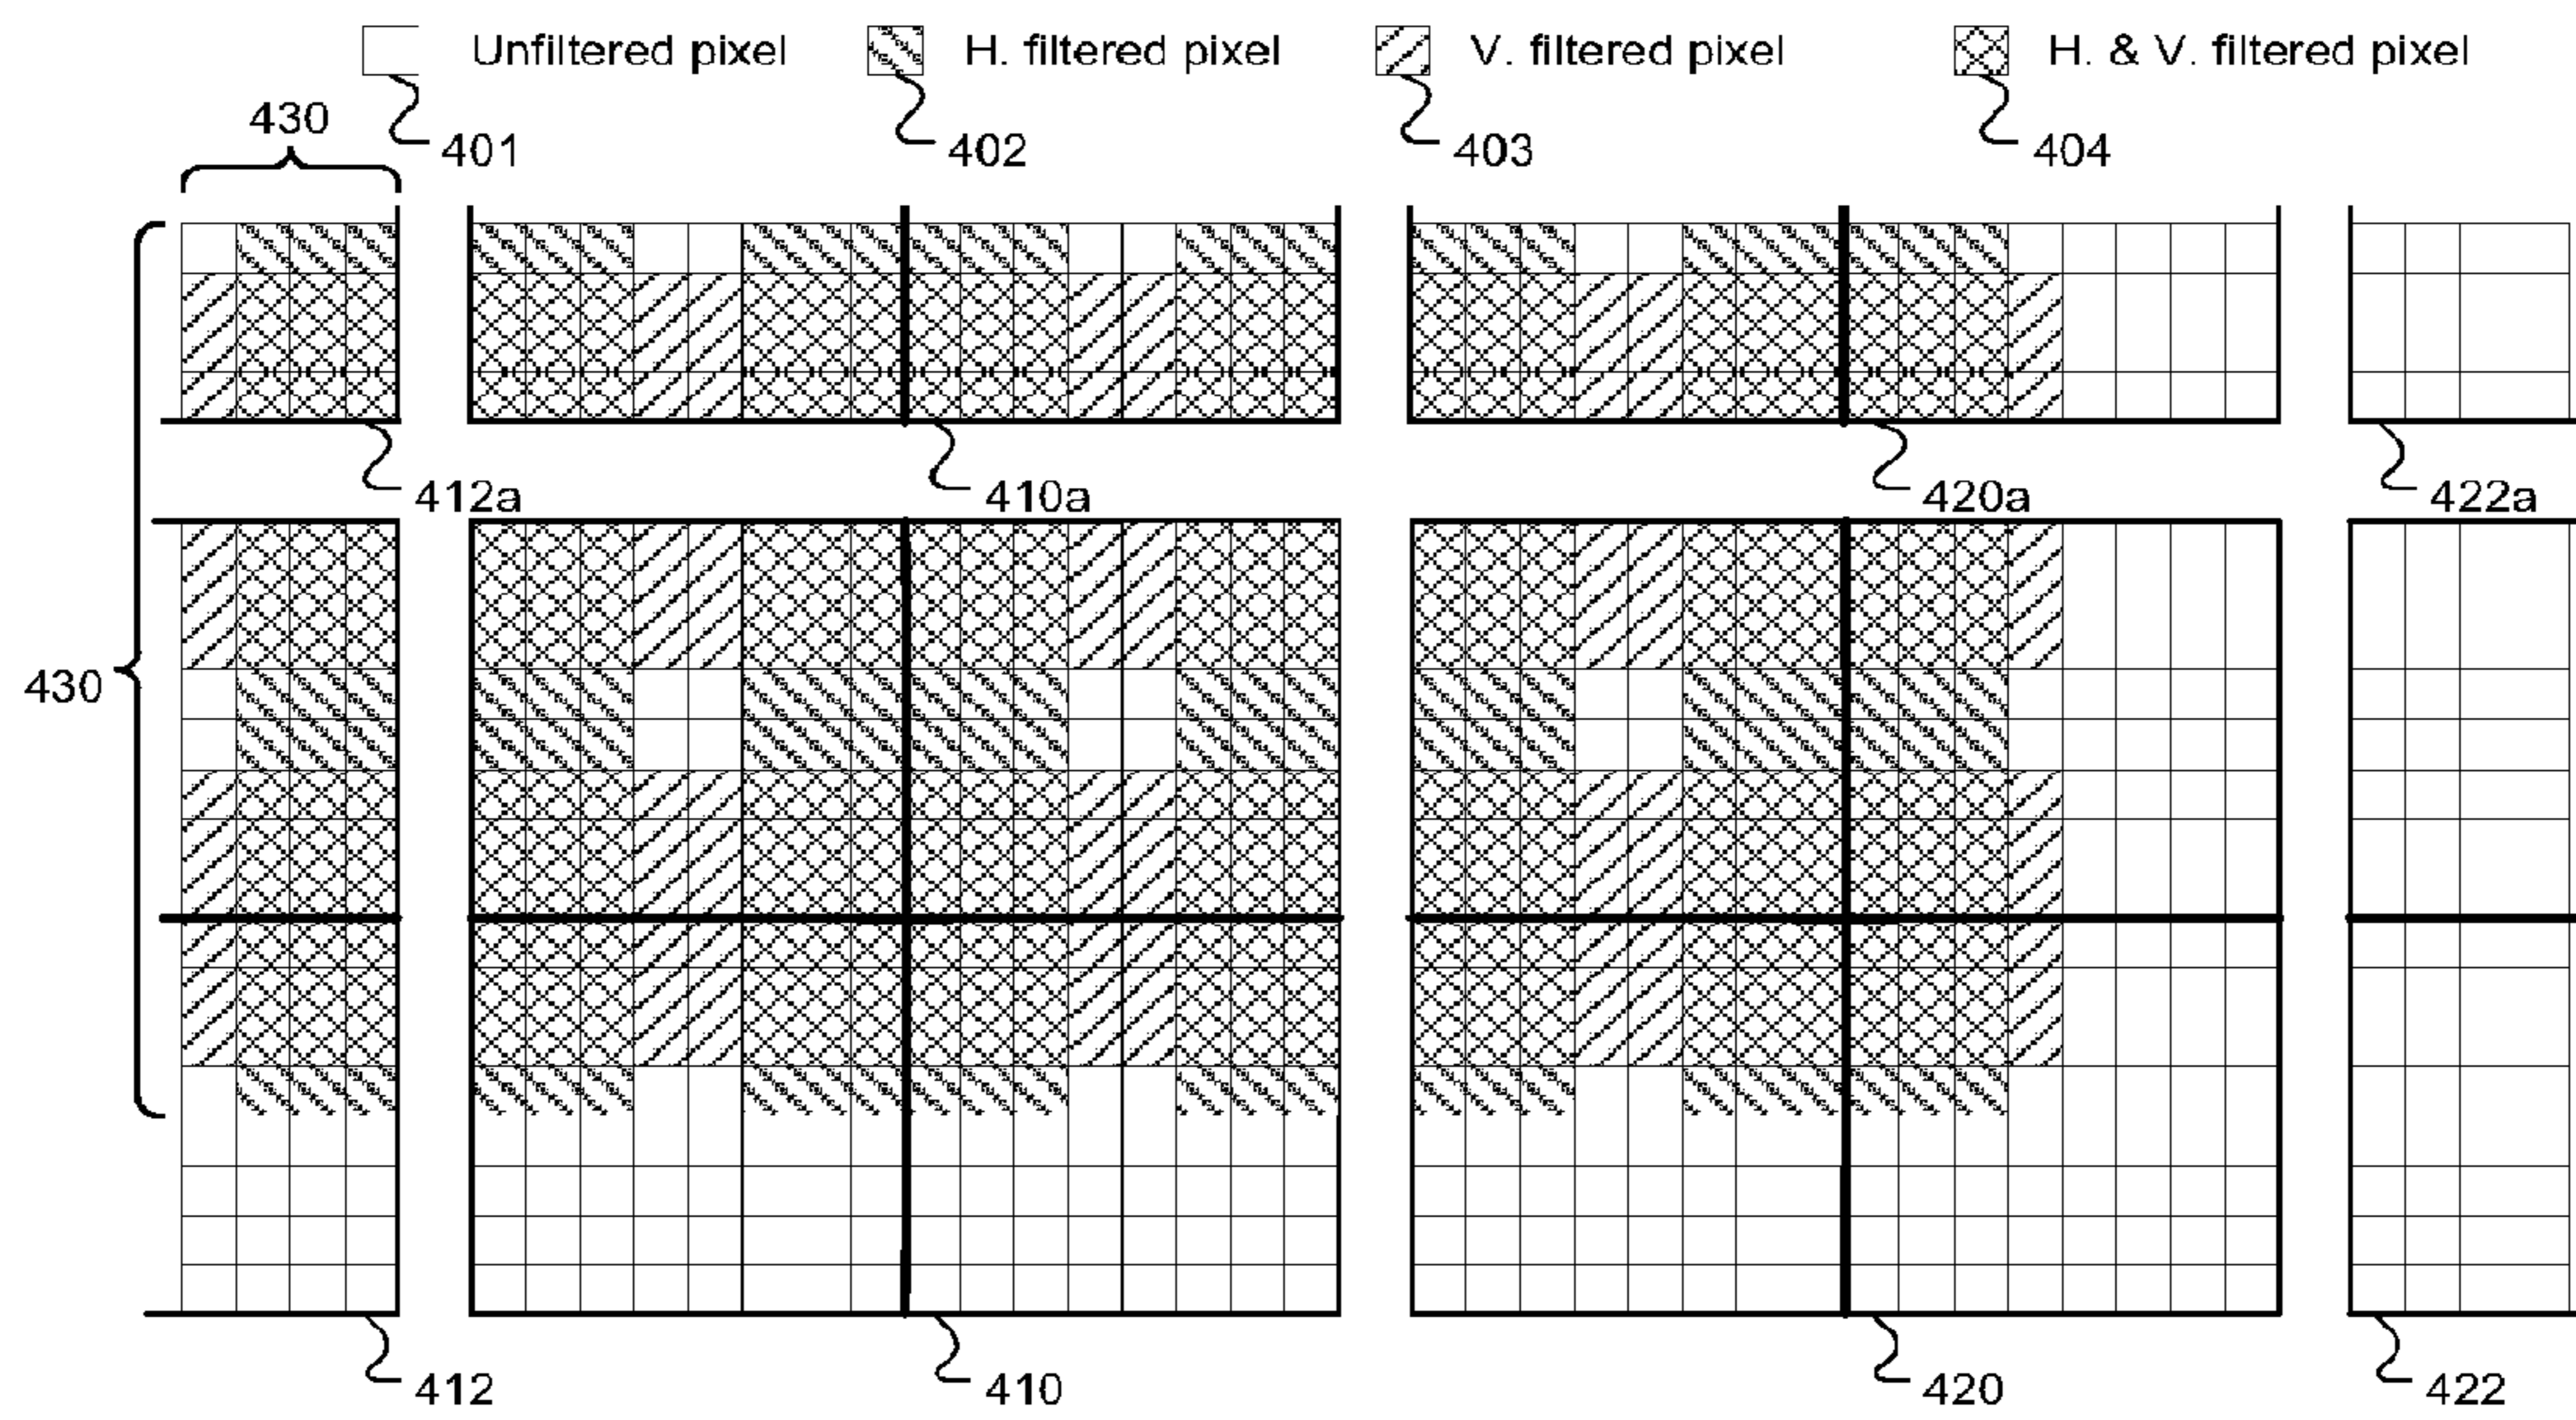 Unfiltered pixel
H. filtered pixel
V. filtered pixel
H. & V. filtered pixel
430
401
402
403
404
412a
410a
420a
422a
430
412
410
420
422